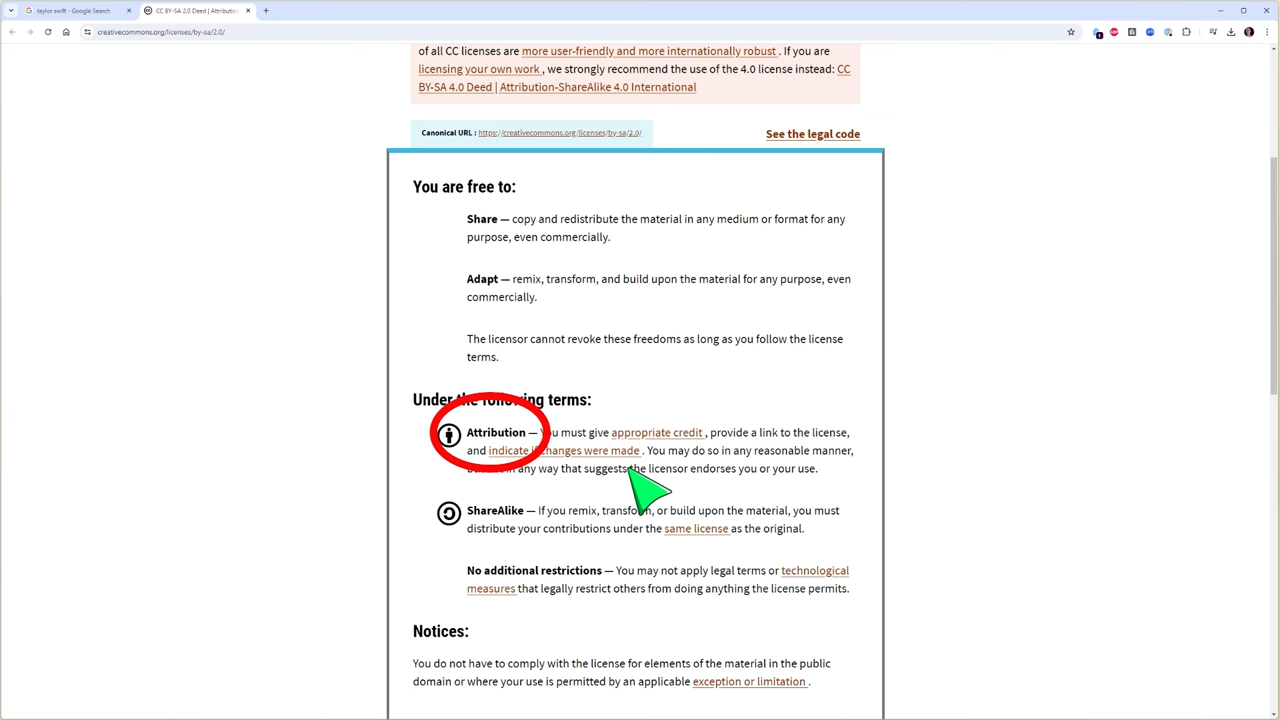 taylor swift - Google Search
CC BY-SA 2.0 Deed | Attribution
creativecommons.org/licenses/by-sa/2.0/
of all CC licenses are more user-friendly and more internationally robust . If you are
licensing your own work , we strongly recommend the use of the 4.0 license instead: CC
BY-SA 4.0 Deed | Attribution-ShareAlike 4.0 International
Canonical URL : https://creativecommons.org/licenses/by-sa/2.0/
See the legal code
You are free to:
Share — copy and redistribute the material in any medium or format for any
purpose, even commercially.
Adapt — remix, transform, and build upon the material for any purpose, even
commercially.
The licensor cannot revoke these freedoms as long as you follow the license
terms.
Under the following terms:
Attribution — You must give appropriate credit , provide a link to the license,
and indicate if changes were made . You may do so in any reasonable manner,
in any way that suggests the licensor endorses you or your use.
ShareAlike — If you remix, transform, or build upon the material, you must
distribute your contributions under the same license as the original.
No additional restrictions — You may not apply legal terms or technological
measures that legally restrict others from doing anything the license permits.
Notices:
You do not have to comply with the license for elements of the material in the public
domain or where your use is permitted by an applicable exception or limitation .